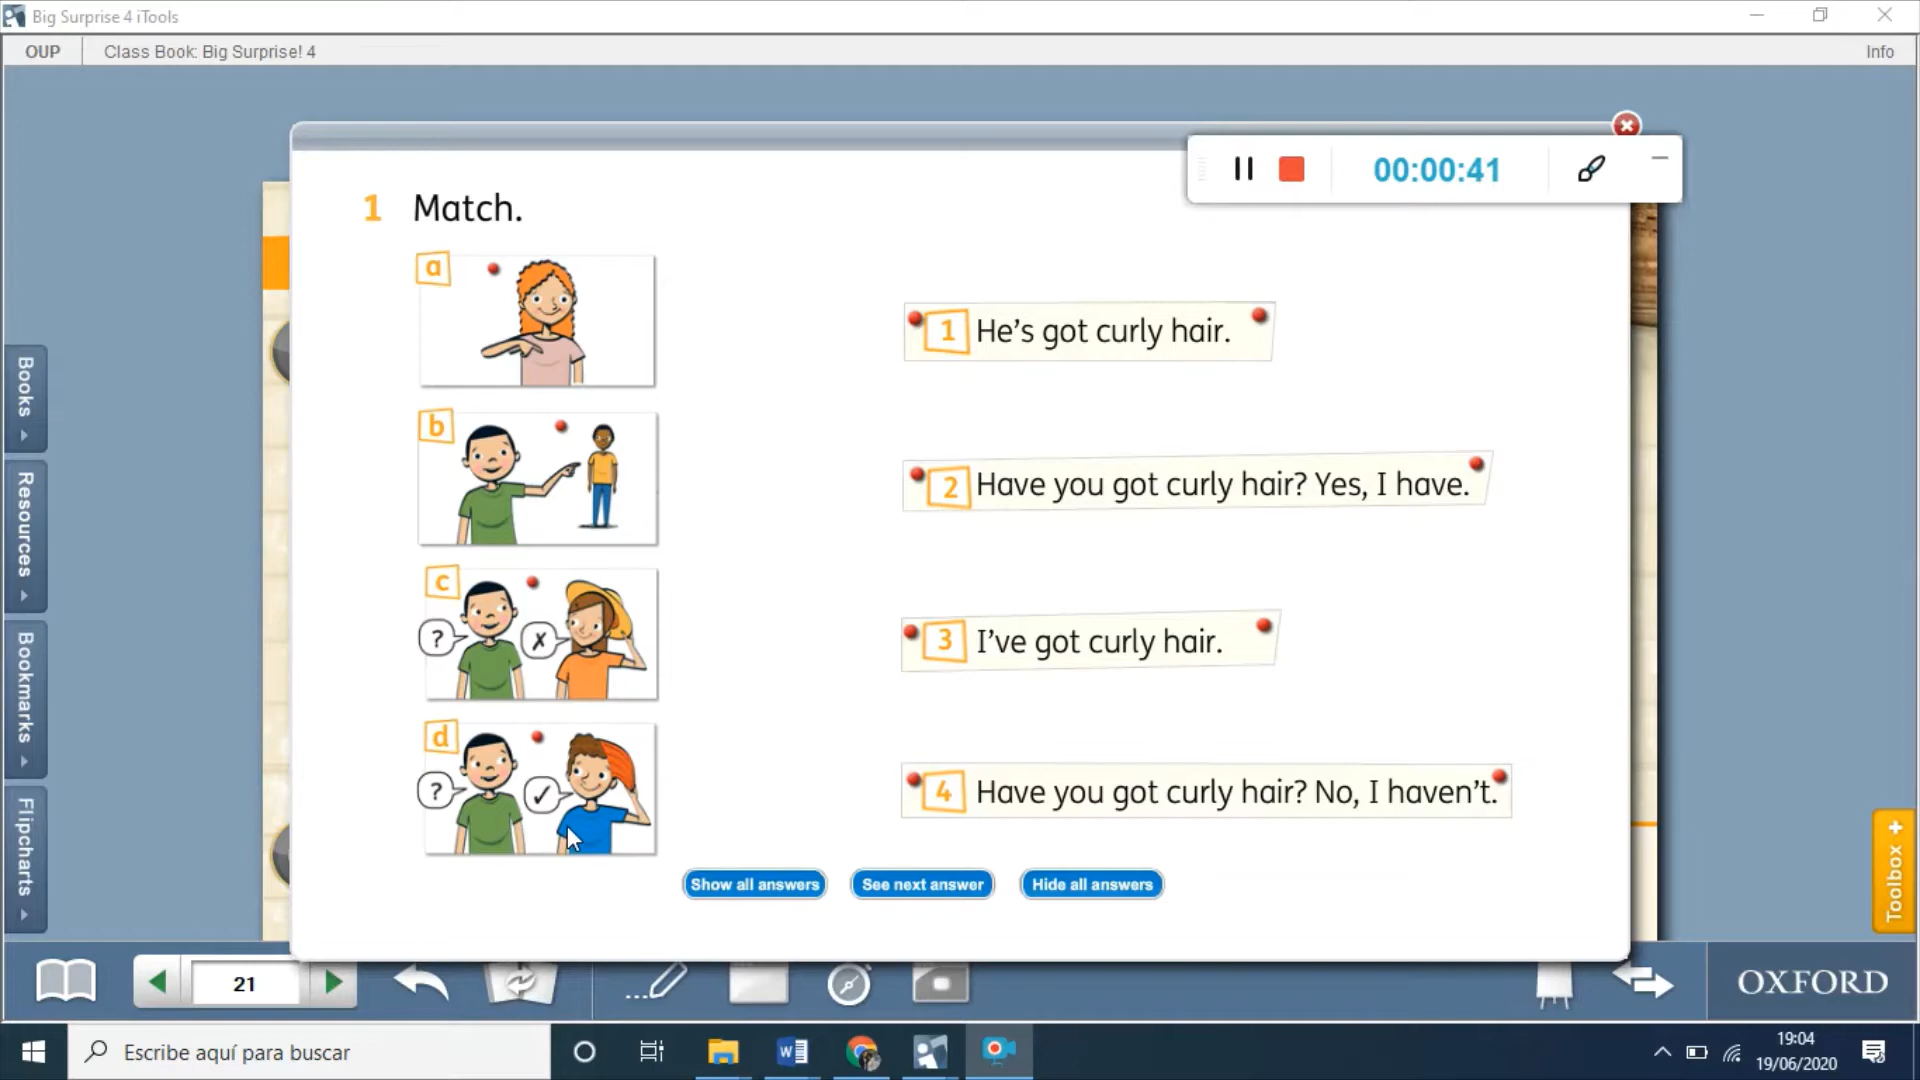 Big Surprise 4 iTools
OUP
Class Book: Big Surprise! 4
Info
00:00:41
1 Match.
a
b
c
?
✗
d
?
✓
1 He's got curly hair.
2 Have you got curly hair? Yes, I have.
3 I've got curly hair.
4 Have you got curly hair? No, I haven't.
Show all answers
See next answer
Hide all answers
Books
Resources
Bookmarks
Flipcharts
Toolbox +
21
OXFORD
Escribe aquí para buscar
19:04
19/06/2020